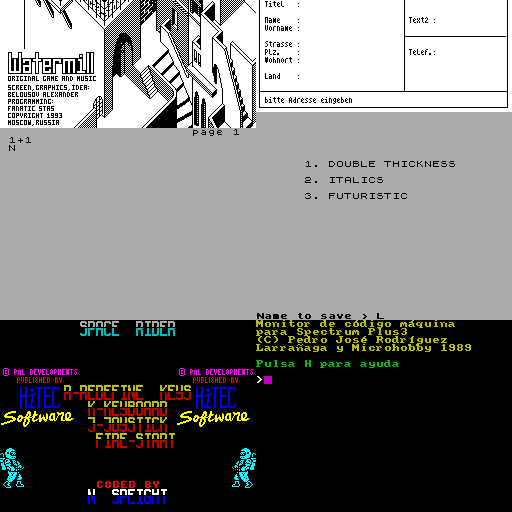 Watermill
ORIGINAL GAME AND MUSIC
SCREEN,GRAPHICS,IDEA:
BELOUSOV ALEXANDER
PROGRAMMING:
FANATIC STAS
COPYRIGHT 1993
MOSCOW,RUSSIA
Titel :
Name :
Vorname :
Strasse :
Plz. :
Wohnort :
Land :
Text2 :
Telef.:
bitte Adresse eingeben
page 1
1+1
N
1. DOUBLE THICKNESS
2. ITALICS
3. FUTURISTIC
SPACE RIDER
© PAL DEVELOPMENTS
PUBLISHED BY
HiTEC
Software
© PAL DEVELOPMENTS
PUBLISHED BY
HiTEC
Software
R-REDEFINE KEYS
K-KEYBOARD
J-JOYSTICK
FIRE-START
CODED BY
N SPEIGHT
Name to save > L
Monitor de código máquina
para Spectrum Plus3
(C) Pedro José Rodríguez
Larrañaga y Microhobby 1989
Pulsa H para ayuda
>